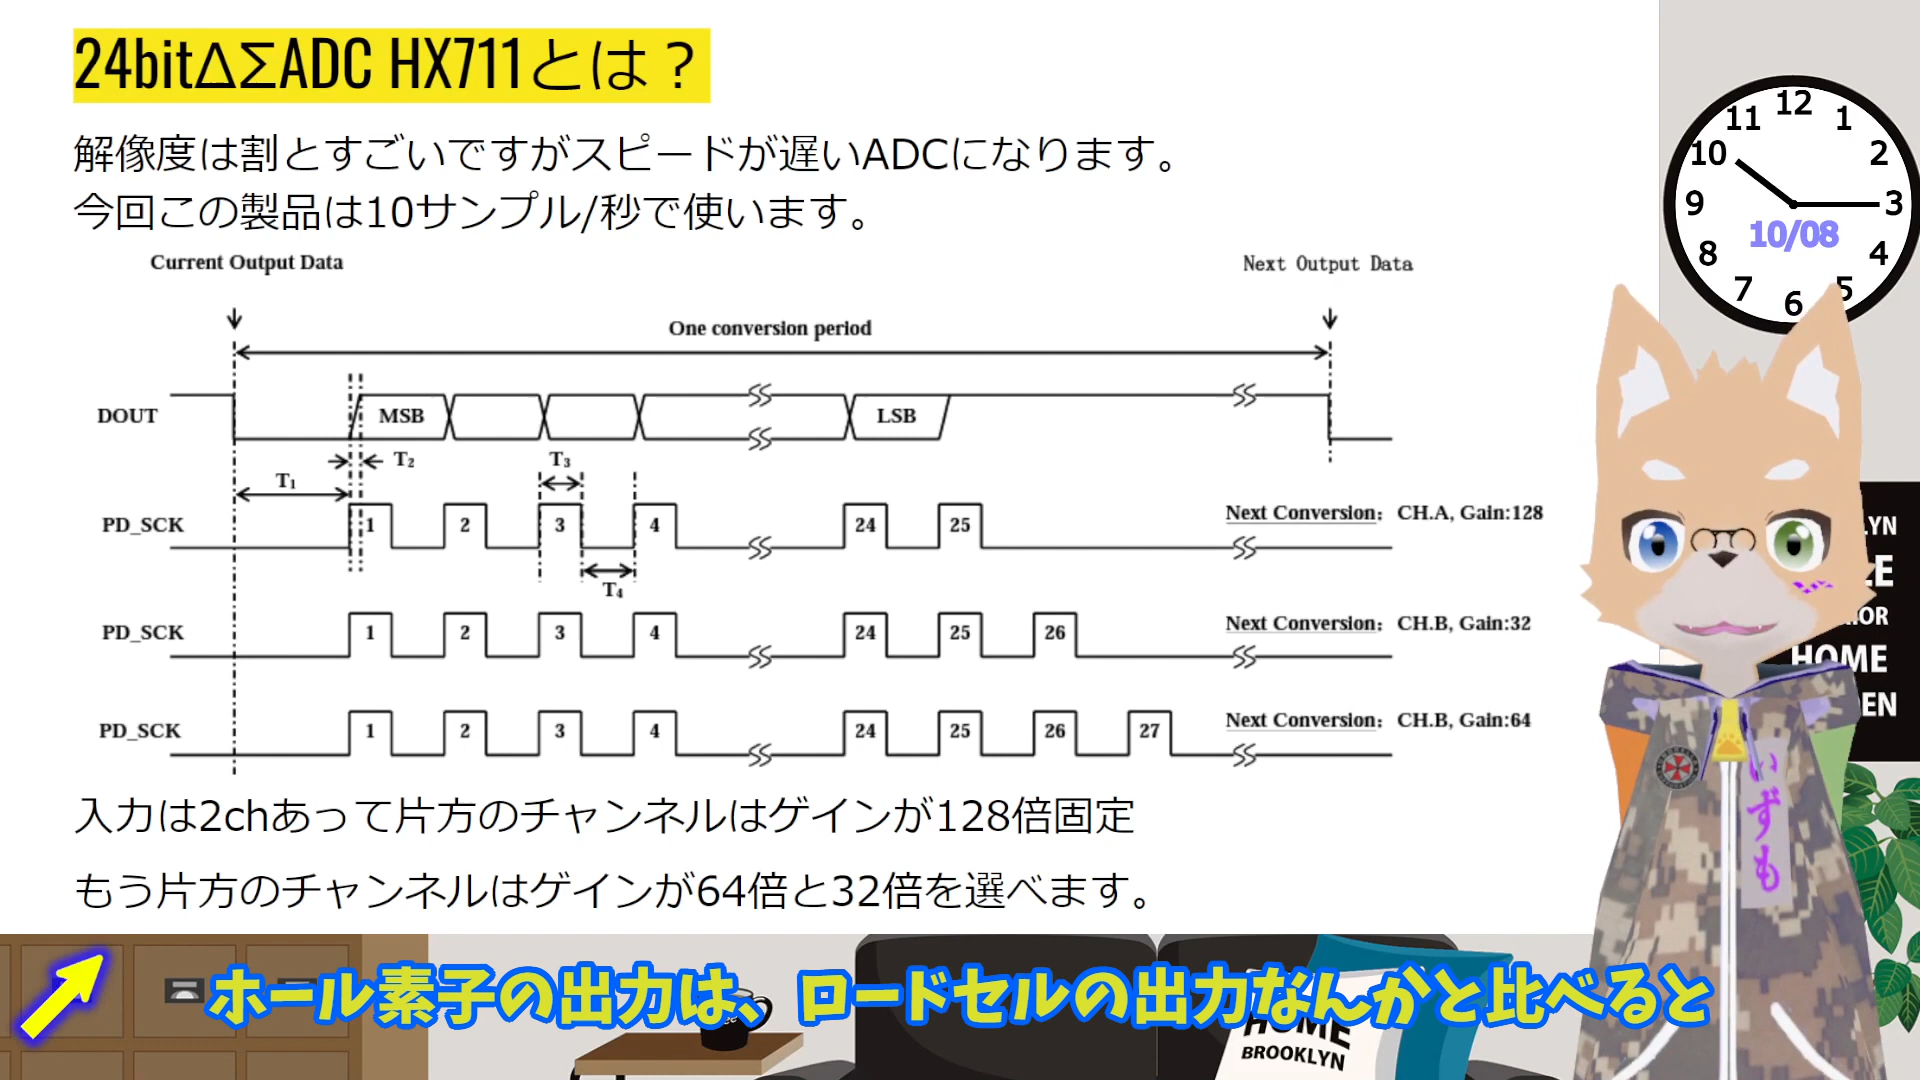 24bitΔΣADC HX711とは？
解像度は割とすごいですがスピードが遅いADCになります。
今回この製品は10サンプル/秒で使います。
Current Output Data
Next Output Data
One conversion period
DOUT
MSB
LSB
T₂
T₃
T₁
PD_SCK
1 2 3 4 24 25
Next Conversion: CH.A, Gain:128
T₄
PD_SCK
1 2 3 4 24 25 26
Next Conversion: CH.B, Gain:32
PD_SCK
1 2 3 4 24 25 26 27
Next Conversion: CH.B, Gain:64
入力は2chあって片方のチャンネルはゲインが128倍固定
もう片方のチャンネルはゲインが64倍と32倍を選べます。
12 1 2 3 4 5 6 7 8 9 10 11
10/08
HOME
いずも
ホール素子の出力は、ロードセルの出力なんかと比べると
HOME
BROOKLYN